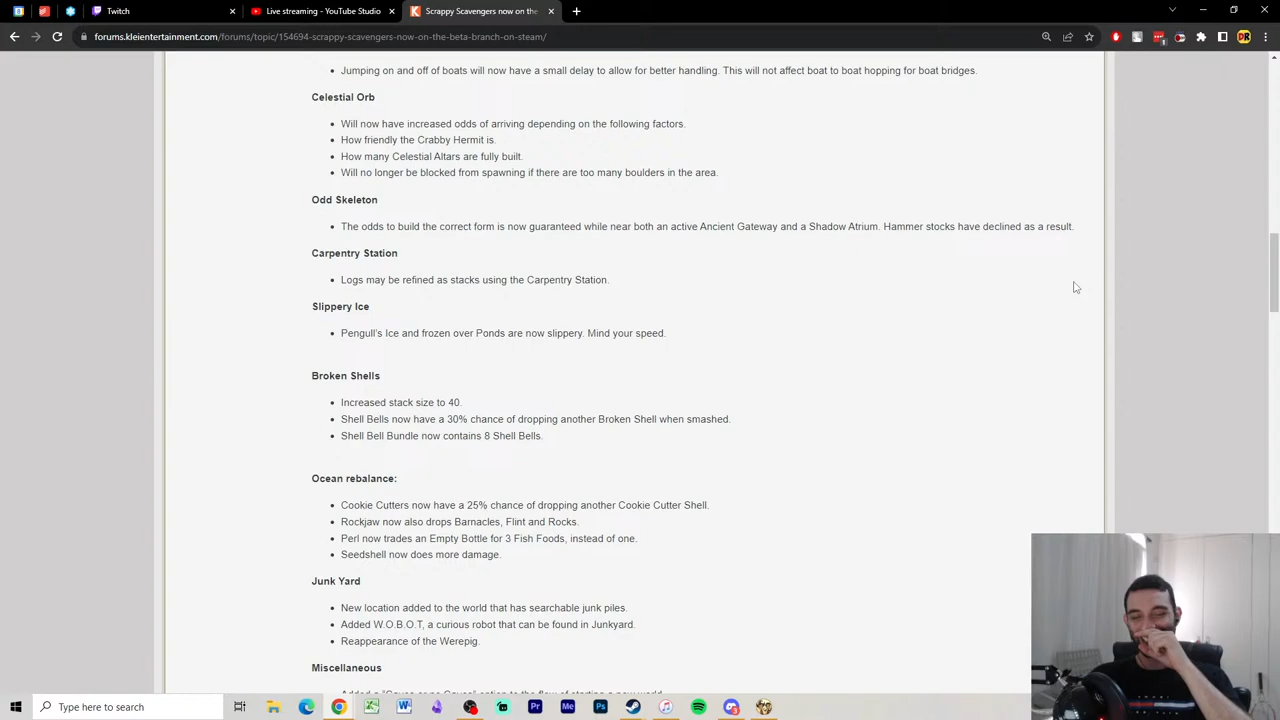 Twitch
Live streaming - YouTube Studio
Scrappy Scavengers now on the
forums.kleientertainment.com/forums/topic/154694-scrappy-scavengers-now-on-the-beta-branch-on-steam/
Jumping on and off of boats will now have a small delay to allow for better handling. This will not affect boat to boat hopping for boat bridges.
Celestial Orb
Will now have increased odds of arriving depending on the following factors.
How friendly the Crabby Hermit is.
How many Celestial Altars are fully built.
Will no longer be blocked from spawning if there are too many boulders in the area.
Odd Skeleton
The odds to build the correct form is now guaranteed while near both an active Ancient Gateway and a Shadow Atrium. Hammer stocks have declined as a result.
Carpentry Station
Logs may be refined as stacks using the Carpentry Station.
Slippery Ice
Pengull's Ice and frozen over Ponds are now slippery. Mind your speed.
Broken Shells
Increased stack size to 40.
Shell Bells now have a 30% chance of dropping another Broken Shell when smashed.
Shell Bell Bundle now contains 8 Shell Bells.
Ocean rebalance:
Cookie Cutters now have a 25% chance of dropping another Cookie Cutter Shell.
Rockjaw now also drops Barnacles, Flint and Rocks.
Perl now trades an Empty Bottle for 3 Fish Foods, instead of one.
Seedshell now does more damage.
Junk Yard
New location added to the world that has searchable junk piles.
Added W.O.B.O.T, a curious robot that can be found in Junkyard.
Reappearance of the Werepig.
Miscellaneous
Added a "Caves or no Caves" option to the flow of starting a new world
Type here to search